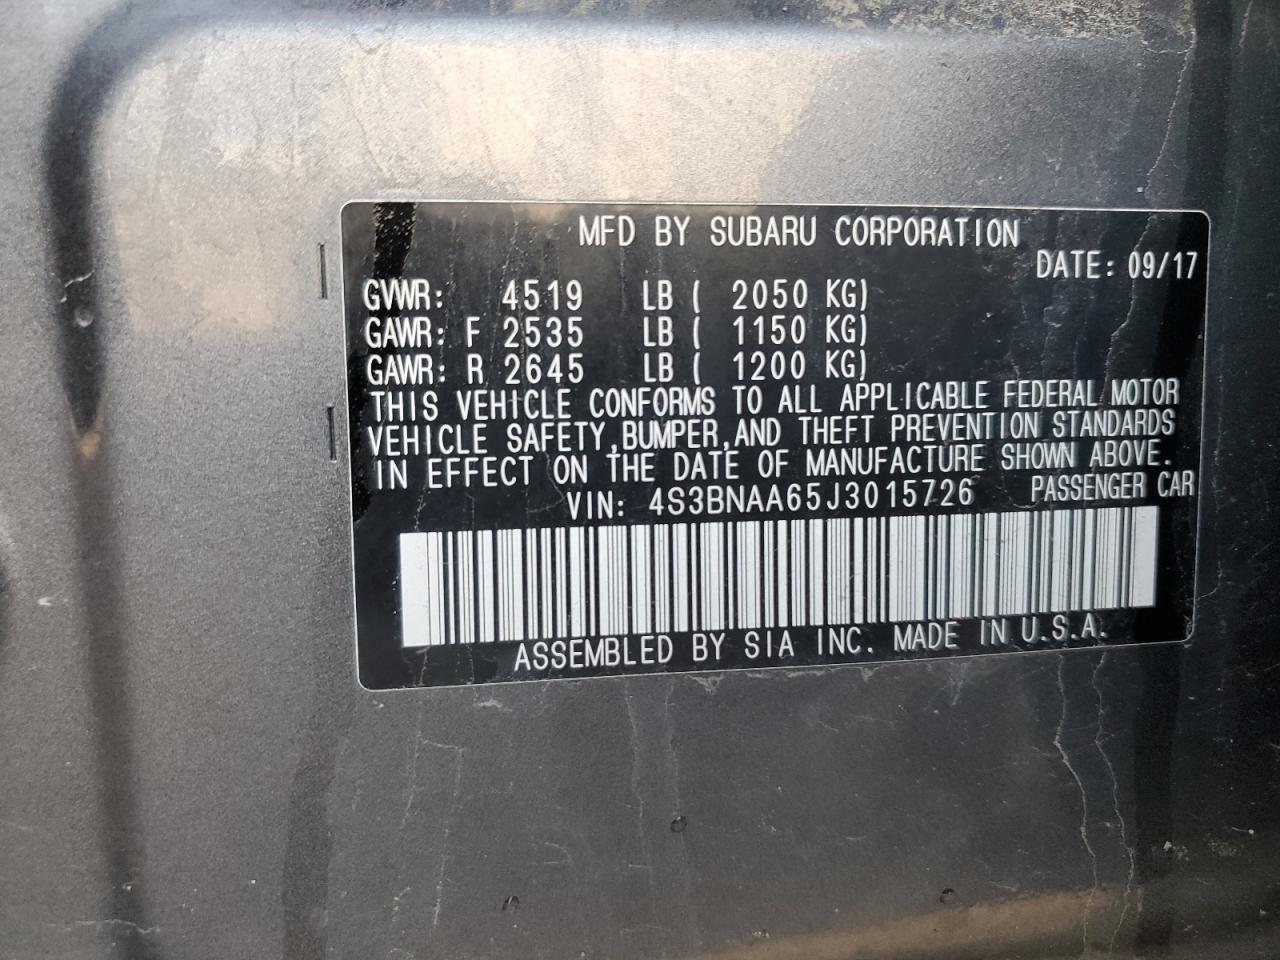 MFD BY SUBARU CORPORATION
DATE: 09/17
GVWR: 4519 LB ( 2050 KG)
GAWR: F 2535 LB ( 1150 KG)
GAWR: R 2645 LB ( 1200 KG)
THIS VEHICLE CONFORMS TO ALL APPLICABLE FEDERAL MOTOR
VEHICLE SAFETY,BUMPER,AND THEFT PREVENTION STANDARDS
IN EFFECT ON THE DATE OF MANUFACTURE SHOWN ABOVE.
VIN: 4S3BNAA65J3015726 PASSENGER CAR
ASSEMBLED BY SIA INC. MADE IN U.S.A.